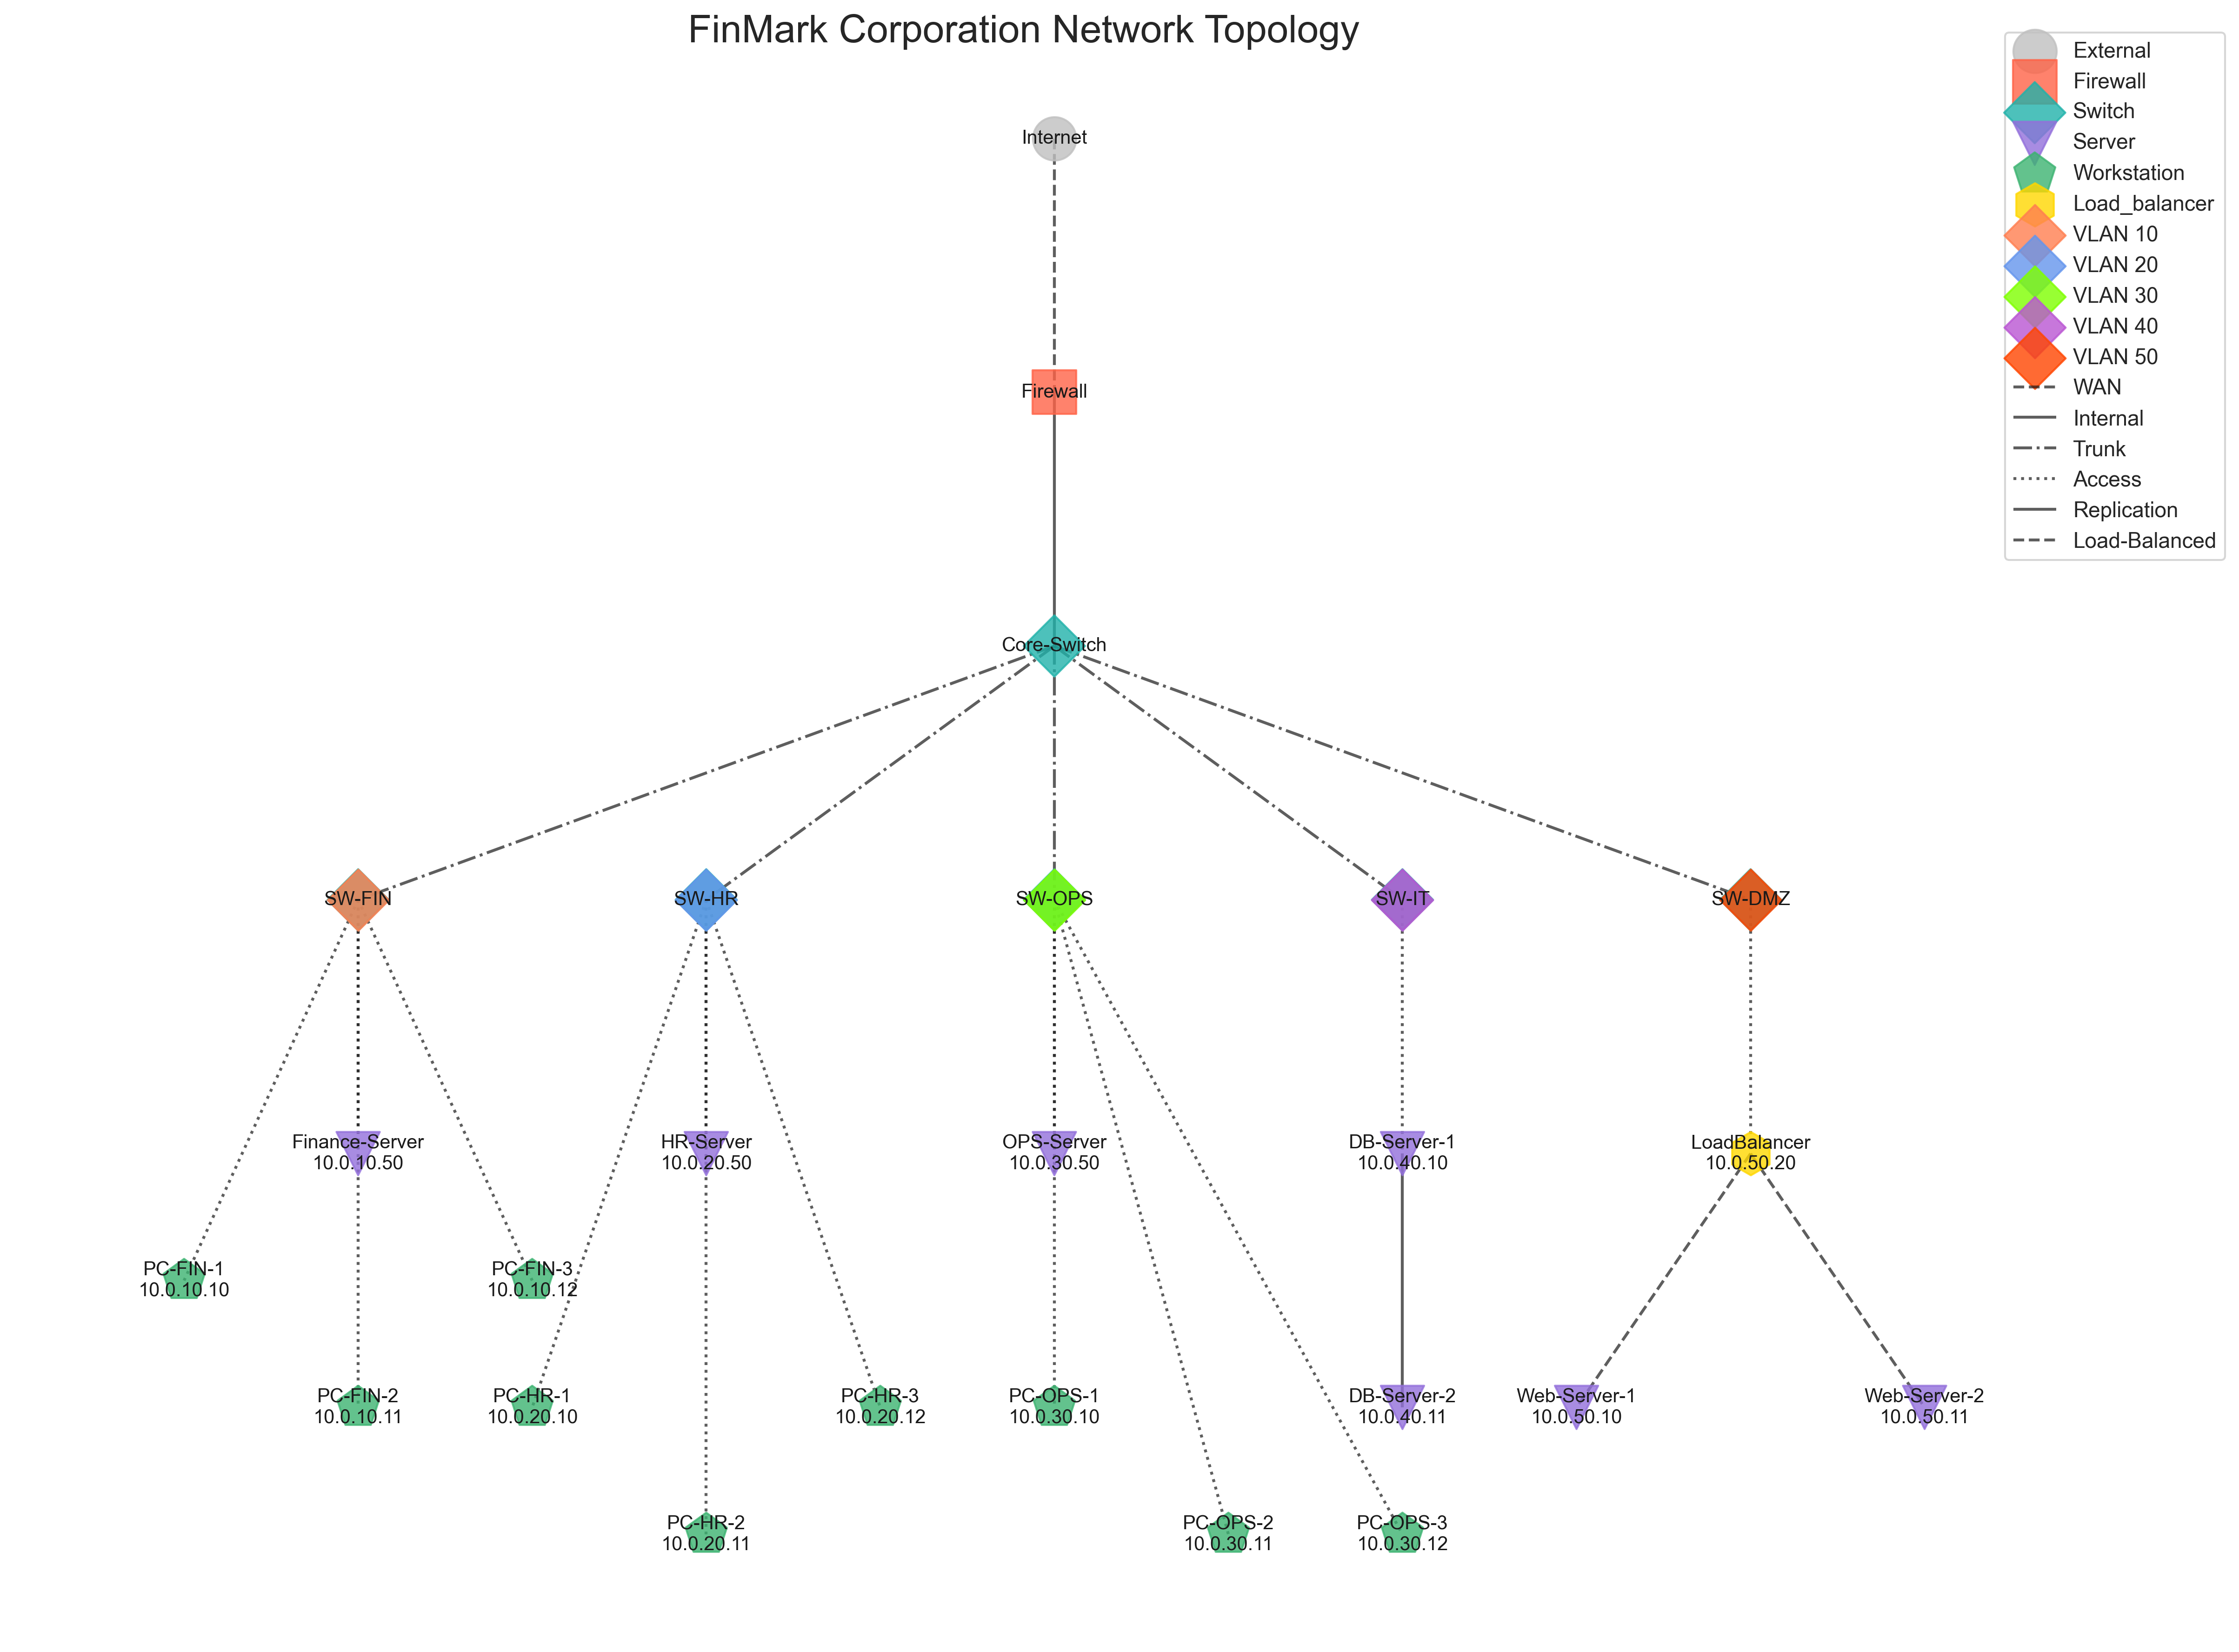 FinMark Corporation Network Topology
External
Firewall
Switch
Server
Workstation
Load_balancer
VLAN 10
VLAN 20
VLAN 30
VLAN 40
VLAN 50
WAN
Internal
Trunk
Access
Replication
Load-Balanced
Internet
Firewall
Core-Switch
SW-FIN
SW-HR
SW-OPS
SW-IT
SW-DMZ
Finance-Server
10.0.10.50
HR-Server
10.0.20.50
OPS-Server
10.0.30.50
DB-Server-1
10.0.40.10
LoadBalancer
10.0.50.20
PC-FIN-1
10.0.10.10
PC-FIN-3
10.0.10.12
PC-FIN-2
10.0.10.11
PC-HR-1
10.0.20.10
PC-HR-3
10.0.20.12
PC-OPS-1
10.0.30.10
DB-Server-2
10.0.40.11
Web-Server-1
10.0.50.10
Web-Server-2
10.0.50.11
PC-HR-2
10.0.20.11
PC-OPS-2
10.0.30.11
PC-OPS-3
10.0.30.12